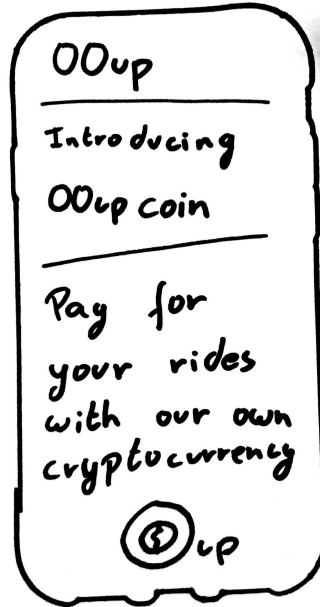 OOup
Introducing
OOup coin
Pay for
your rides
with our own
cryptocurrency
up